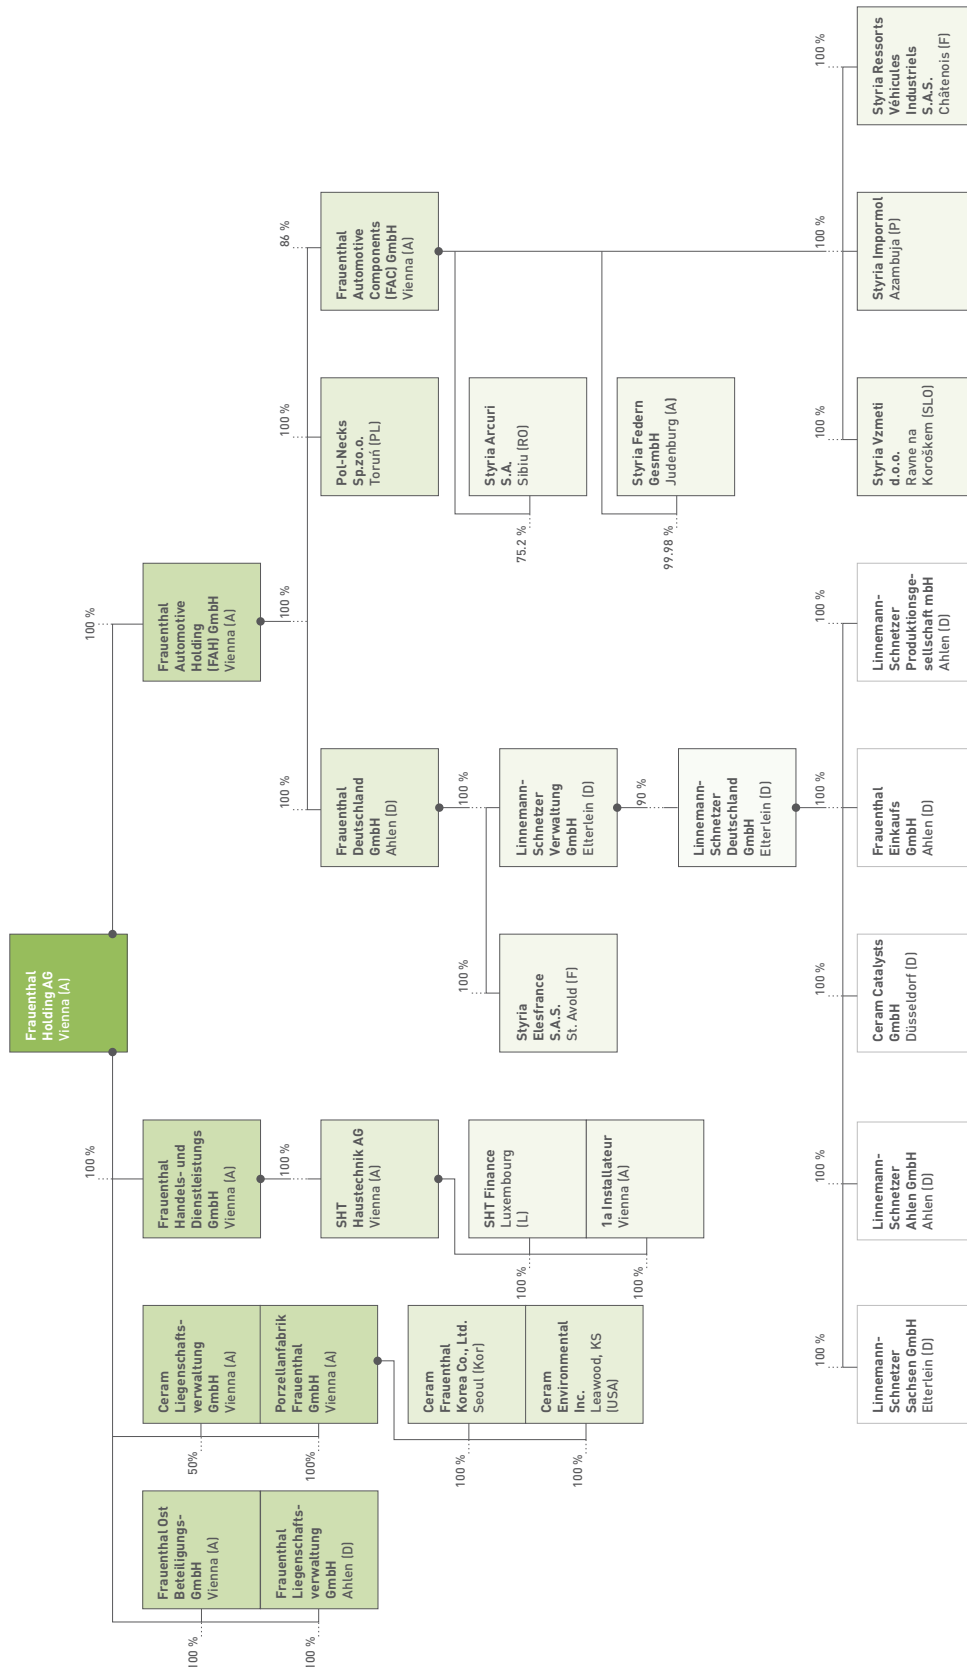 Frauenthal
Holding AG
Vienna (A)
100 %
100 %
Frauenthal Ost
Beteiligungs-
GmbH
Vienna (A)
100 %
Frauenthal
Liegenschafts-
verwaltung
GmbH
Ahlen (D)
100 %
Ceram
Liegenschafts-
verwaltung
GmbH
Vienna (A)
50%
Porzellanfabrik
Frauenthal
GmbH
Vienna (A)
100%
Frauenthal
Handels- und
Dienstleistungs
GmbH
Vienna (A)
Frauenthal
Automotive
Holding
(FAH) GmbH
Vienna (A)
100 %
100 %
100 %
100 %
86 %
SHT
Haustechnik AG
Vienna (A)
Frauenthal
Deutschland
GmbH
Ahlen (D)
Pol-Necks
Sp.zo.o.
Toruń (PL)
Frauenthal
Automotive
Components
(FAC) GmbH
Vienna (A)
100 %
Ceram
Frauenthal
Korea Co., Ltd.
Seoul (Kor)
100 %
Ceram
Environmental
Inc.
Leawood, KS
(USA)
100 %
SHT Finance
Luxembourg
(L)
100 %
1a Installateur
Vienna (A)
100 %
100 %
100 %
Styria
Elesfrance
S.A.S.
St. Avold (F)
Linnemann-
Schnetzer
Verwaltung
GmbH
Elterlein (D)
75.2 %
Styria Arcuri
S.A.
Sibiu (RO)
99.98 %
Styria Federn
GesmbH
Judenburg (A)
90 %
Linnemann-
Schnetzer
Deutschland
GmbH
Elterlein (D)
100 %
100 %
100 %
100 %
100 %
100 %
100 %
100 %
Linnemann-
Schnetzer
Sachsen GmbH
Elterlein (D)
Linnemann-
Schnetzer
Ahlen GmbH
Ahlen (D)
Ceram Catalysts
GmbH
Düsseldorf (D)
Frauenthal
Einkaufs
GmbH
Ahlen (D)
Linnemann-
Schnetzer
Produktionsge-
sellschaft mbH
Ahlen (D)
Styria Vzmeti
d.o.o.
Ravne na
Koroškem (SLO)
Styria Impormol
Azambuja (P)
Styria Ressorts
Véhicules
Industriels
S.A.S.
Châtenois (F)